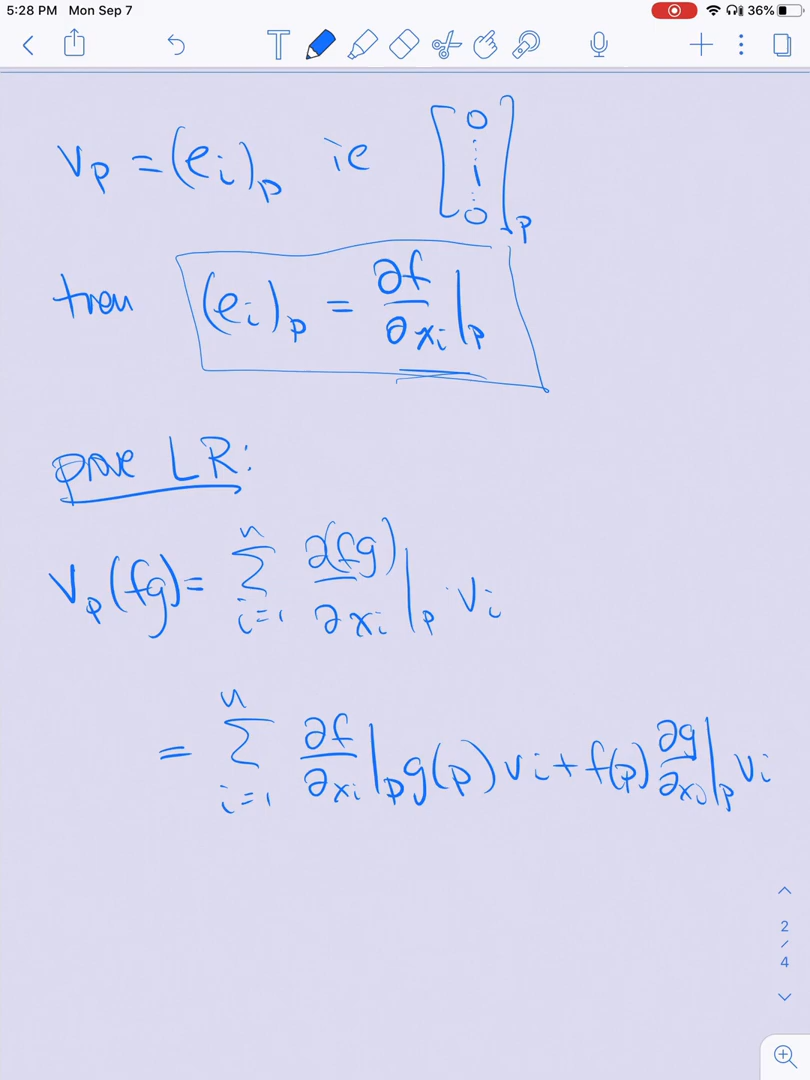 5:28 PM Mon Sep 7 36%
T
v_p = (e_i)_p ie [0 ⋮ 1 ⋮ 0]_p
then (e_i)_p = ∂f/∂x_i |_p
prove LR:
v_p(fg) = ∑_{i=1}^{n} ∂(fg)/∂x_i |_p v_i
= ∑_{i=1}^{n} ∂f/∂x_i |_p g(p) v_i + f(p) ∂g/∂x_i |_p v_i
2
/
4